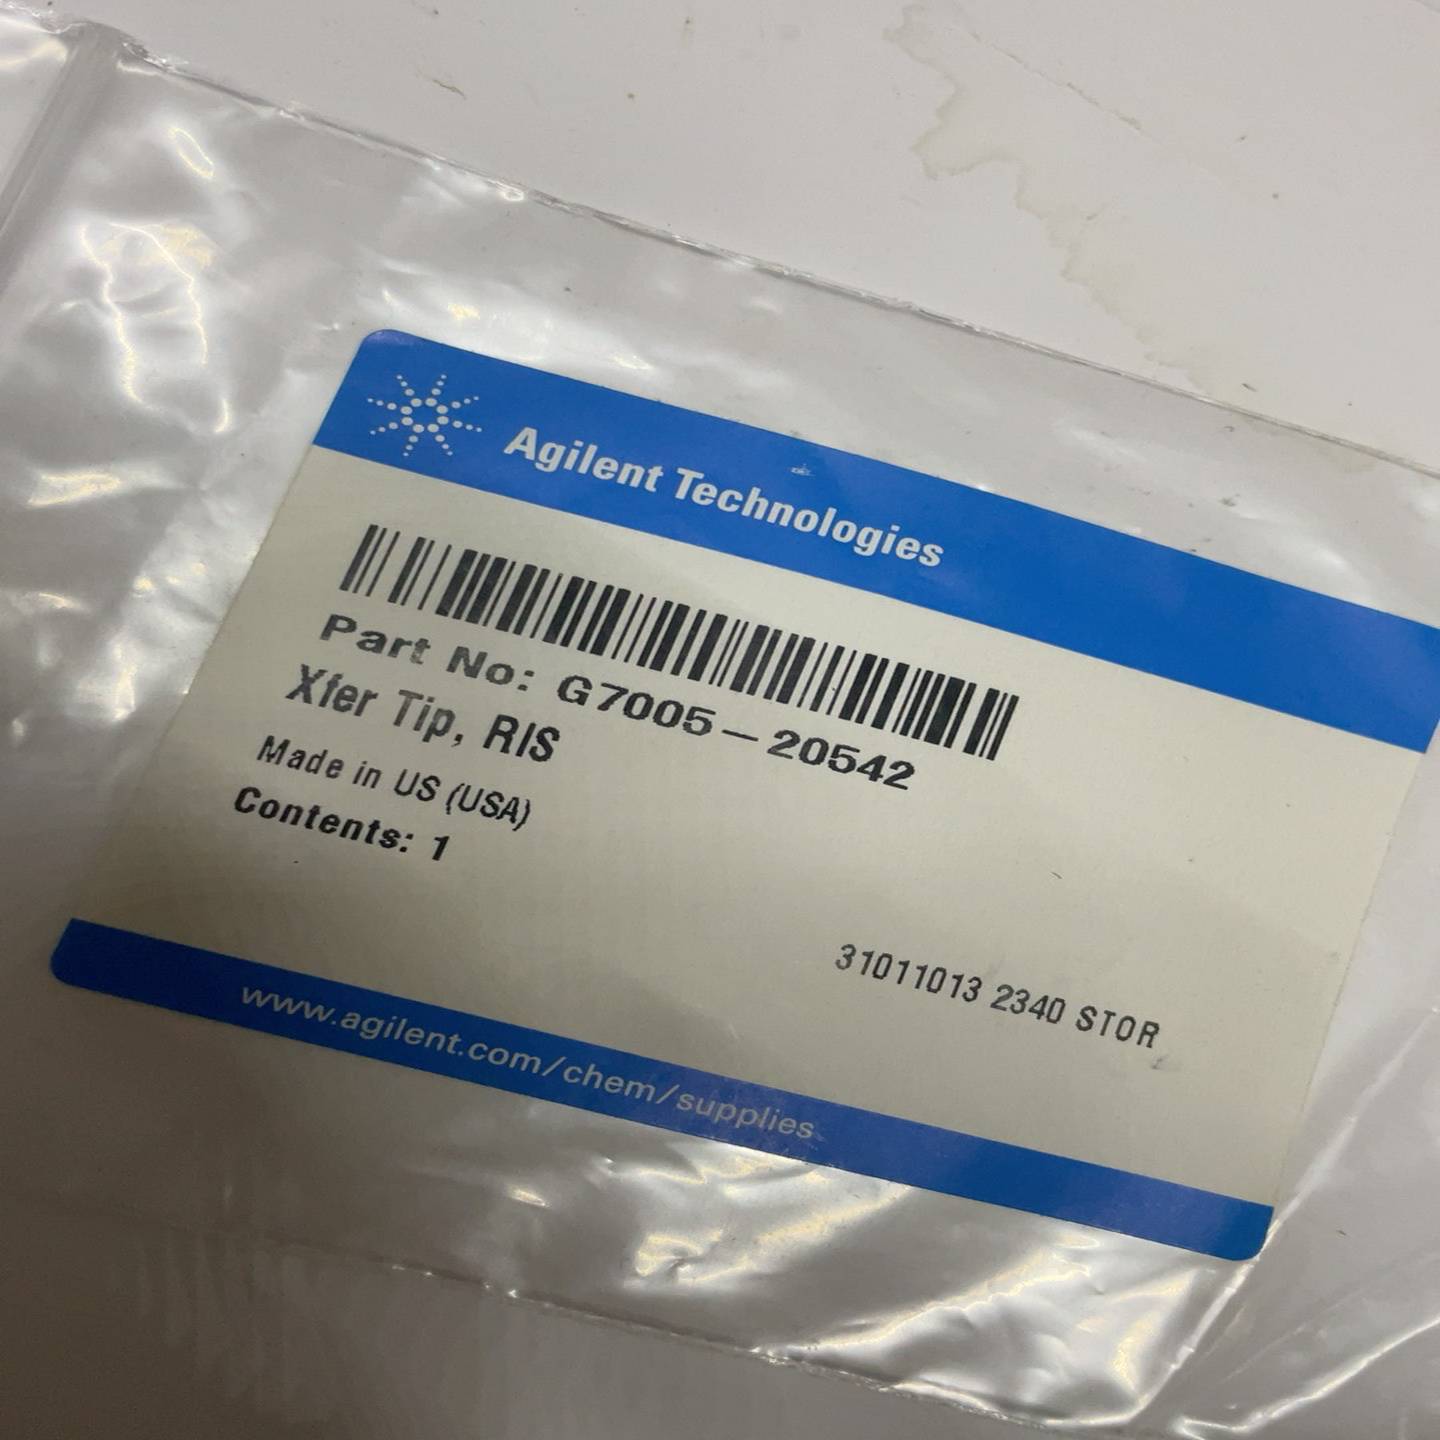 Agilent Technologies
Part No: G7005-20542
Xfer Tip, RIS
Made in US (USA)
Contents: 1
31011013 2340 STOR
www.agilent.com/chem/supplies